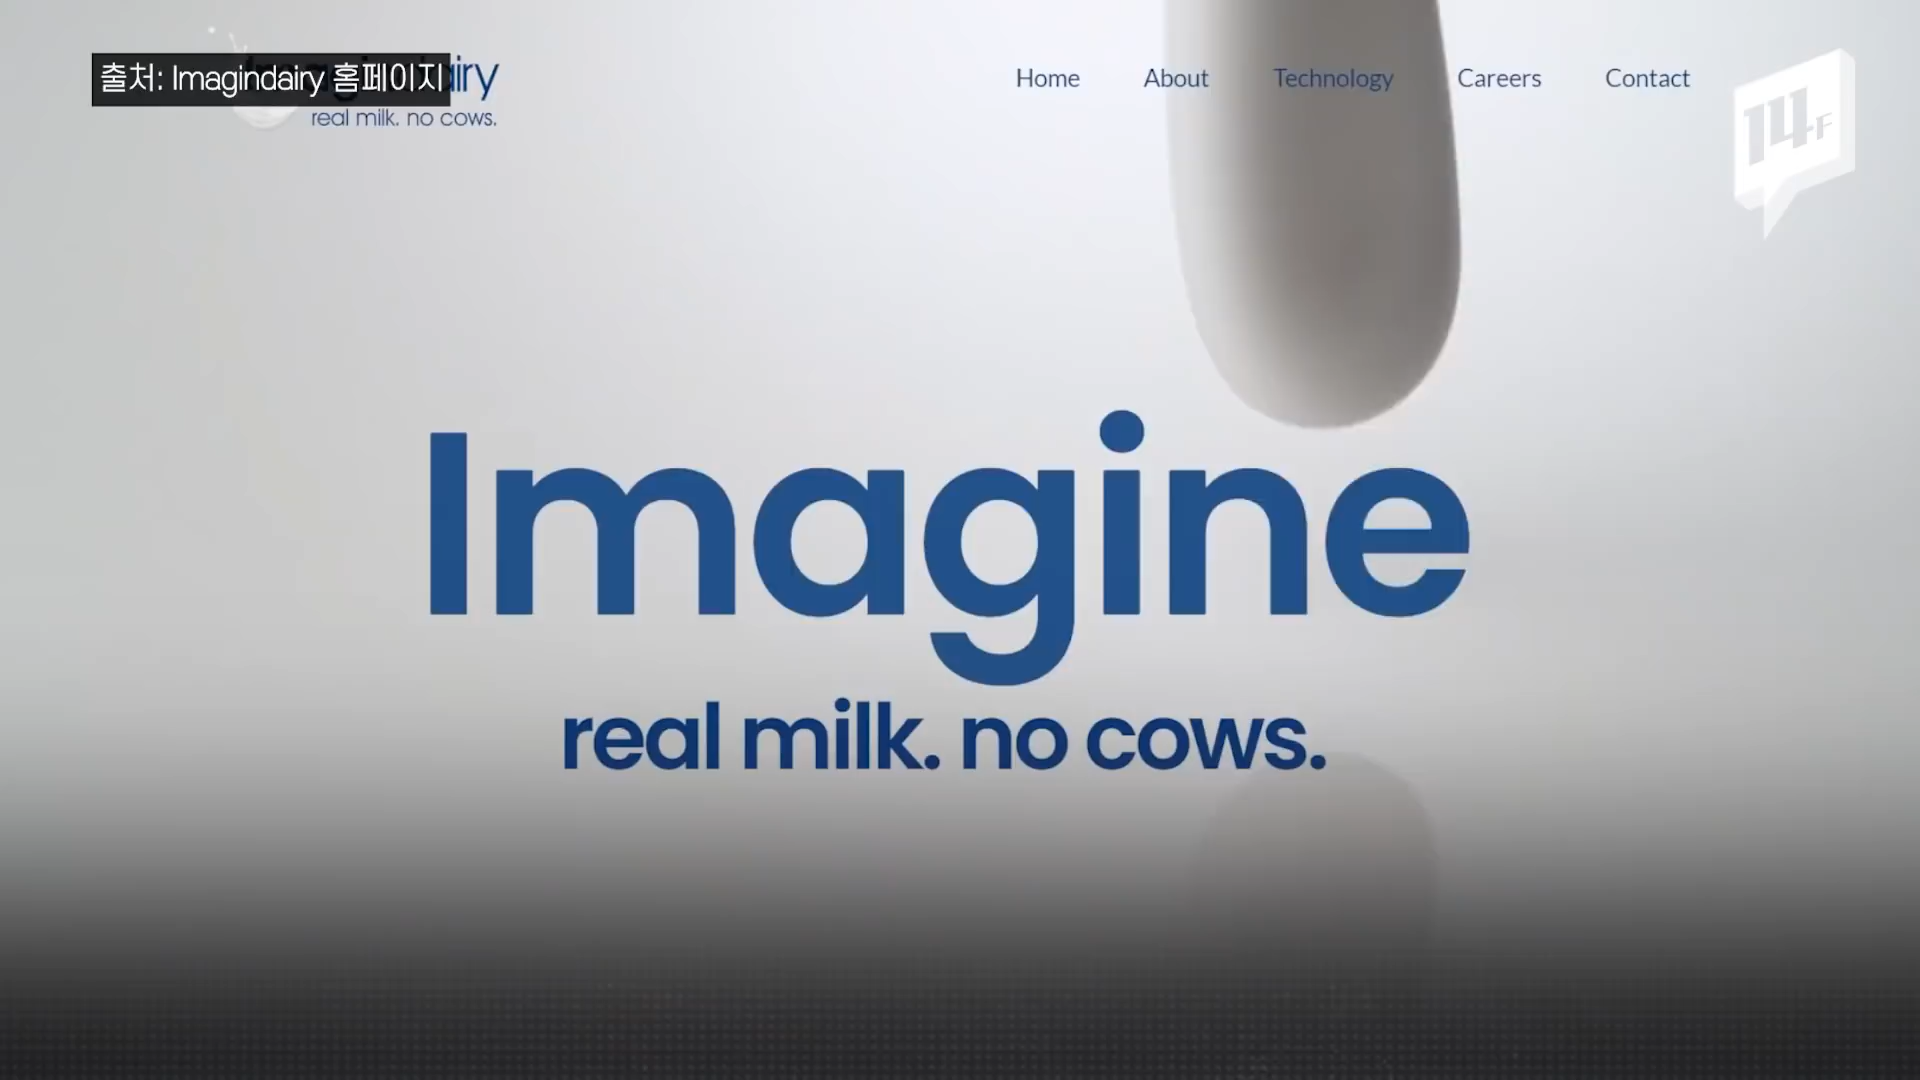 출처: Imagindairy 홈페이지
real milk. no cows.
Home About Technology Careers Contact
14F
Imagine
real milk. no cows.